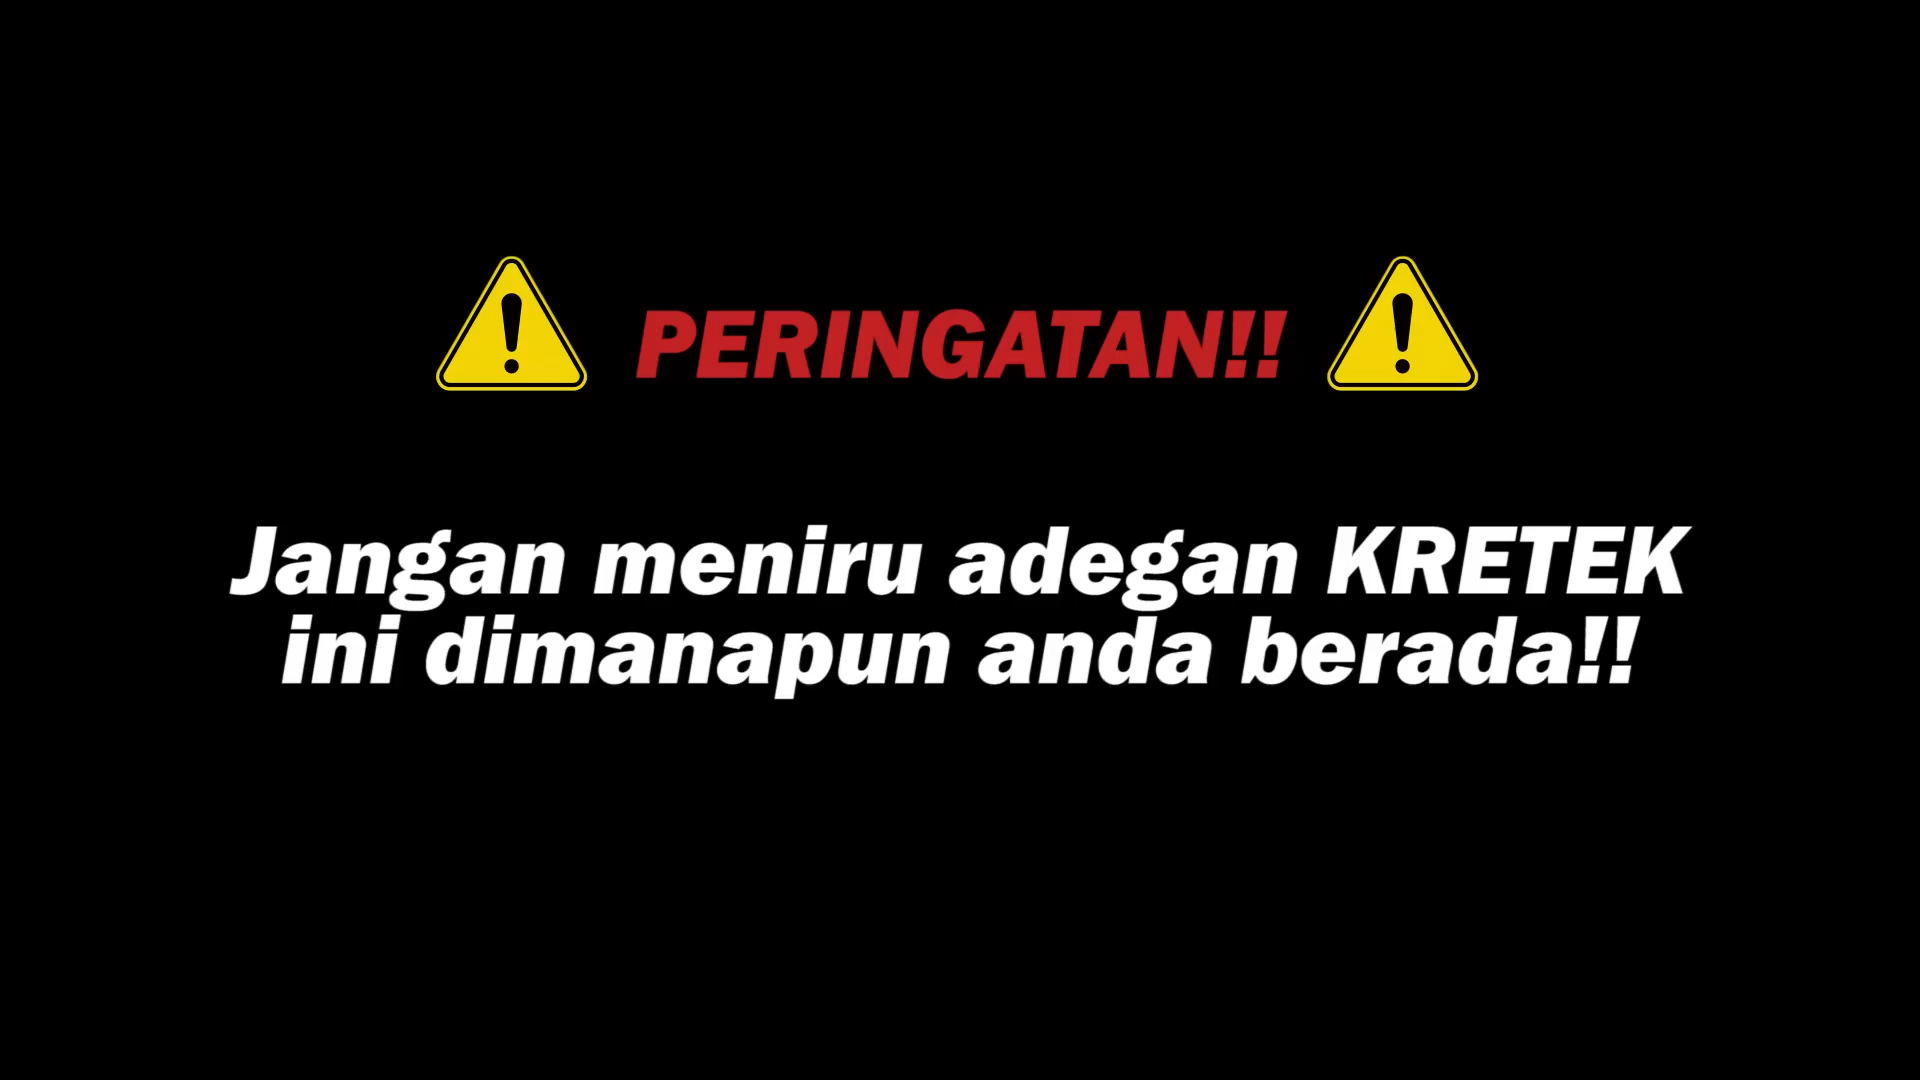 PERINGATAN!!
Jangan meniru adegan KRETEK
ini dimanapun anda berada!!